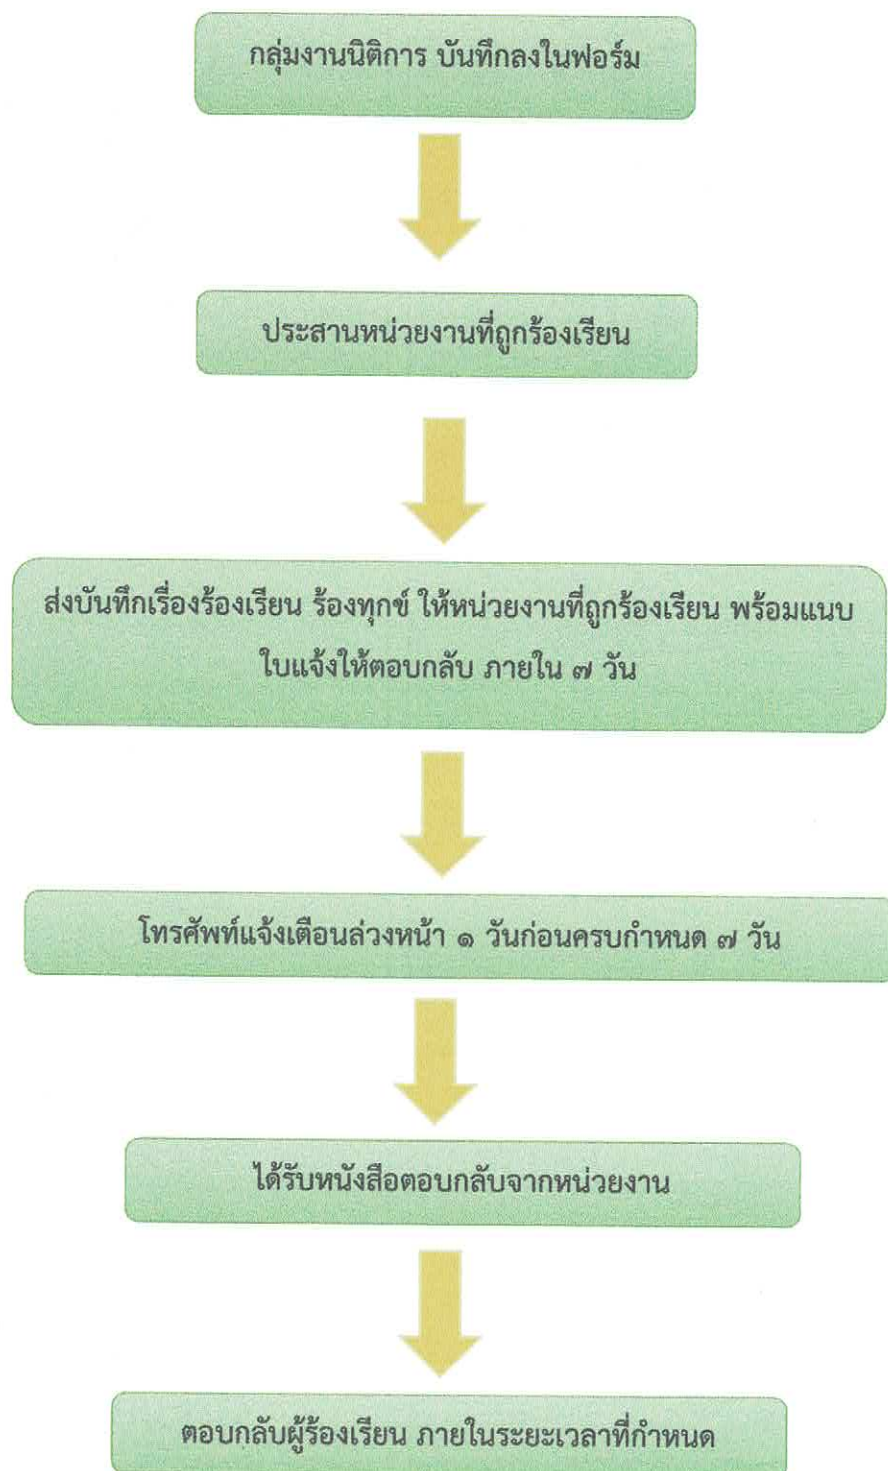 กลุ่มงานนิติการ บันทึกลงในฟอร์ม
ประสานหน่วยงานที่ถูกร้องเรียน
ส่งบันทึกเรื่องร้องเรียน ร้องทุกข์ ให้หน่วยงานที่ถูกร้องเรียน พร้อมแนบ
ใบแจ้งให้ตอบกลับ ภายใน ๗ วัน
โทรศัพท์แจ้งเตือนล่วงหน้า ๑ วันก่อนครบกำหนด ๗ วัน
ได้รับหนังสือตอบกลับจากหน่วยงาน
ตอบกลับผู้ร้องเรียน ภายในระยะเวลาที่กำหนด